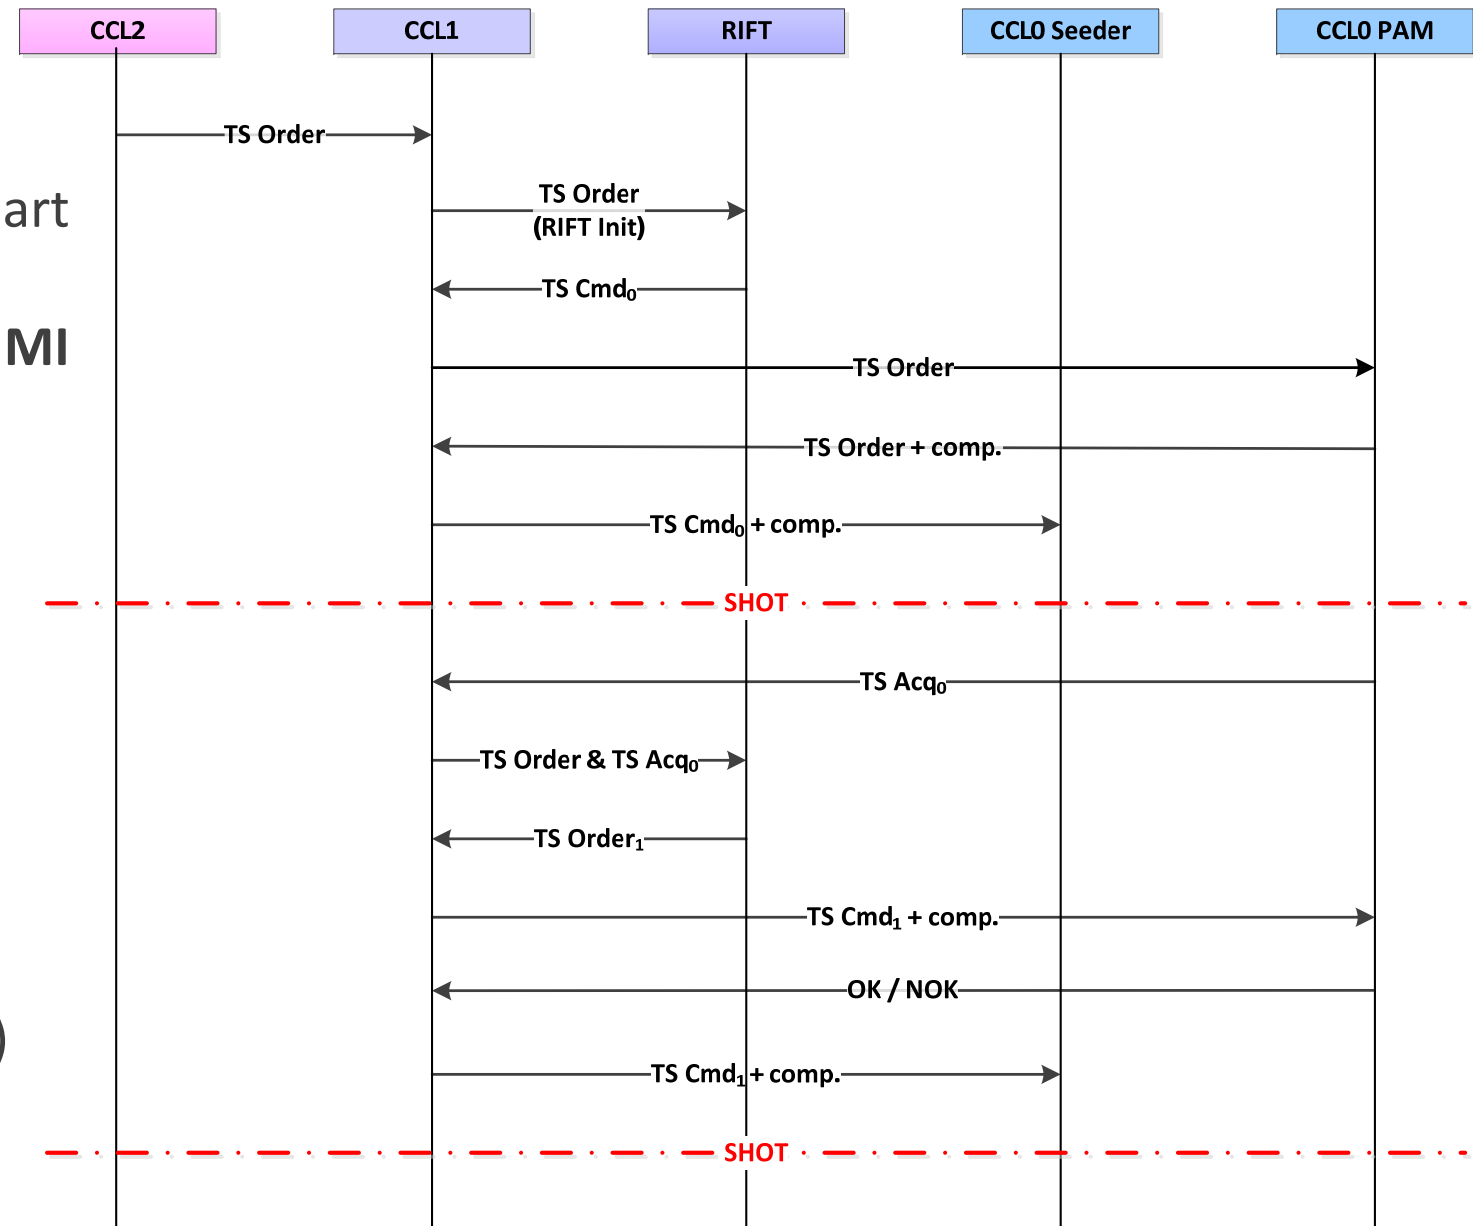 CCL2
CCL1
RIFT
CCL0 Seeder
CCL0 PAM
TS Order
art
TS Order
(RIFT Init)
TS Cmd₀
MI
TS Order
TS Order + comp.
TS Cmd₀ + comp.
SHOT
TS Acq₀
TS Order & TS Acq₀
TS Order₁
TS Cmd₁ + comp.
OK / NOK
)
TS Cmd₁ + comp.
SHOT